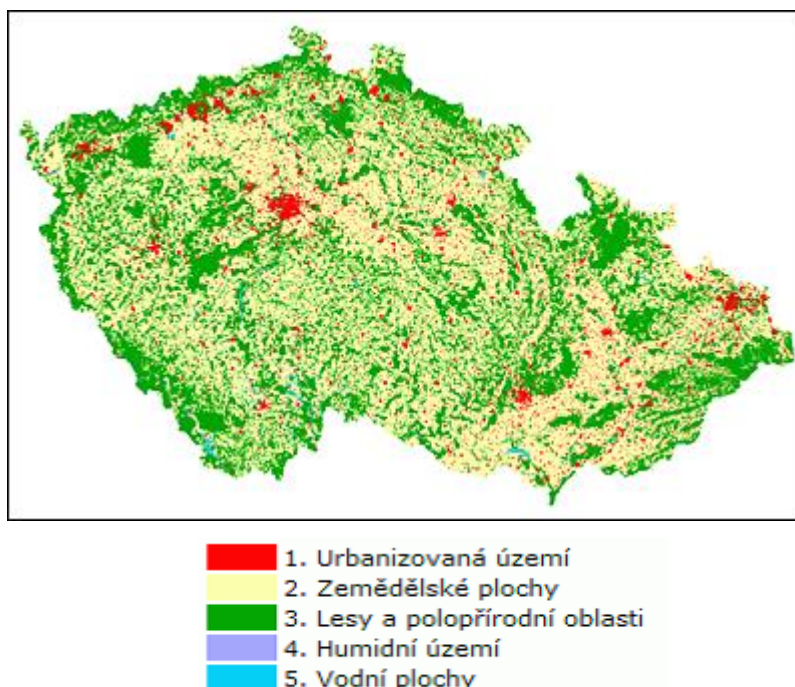 1. Urbanizovaná území
2. Zemědělské plochy
3. Lesy a polopřírodní oblasti
4. Humidní území
5. Vodní plochy